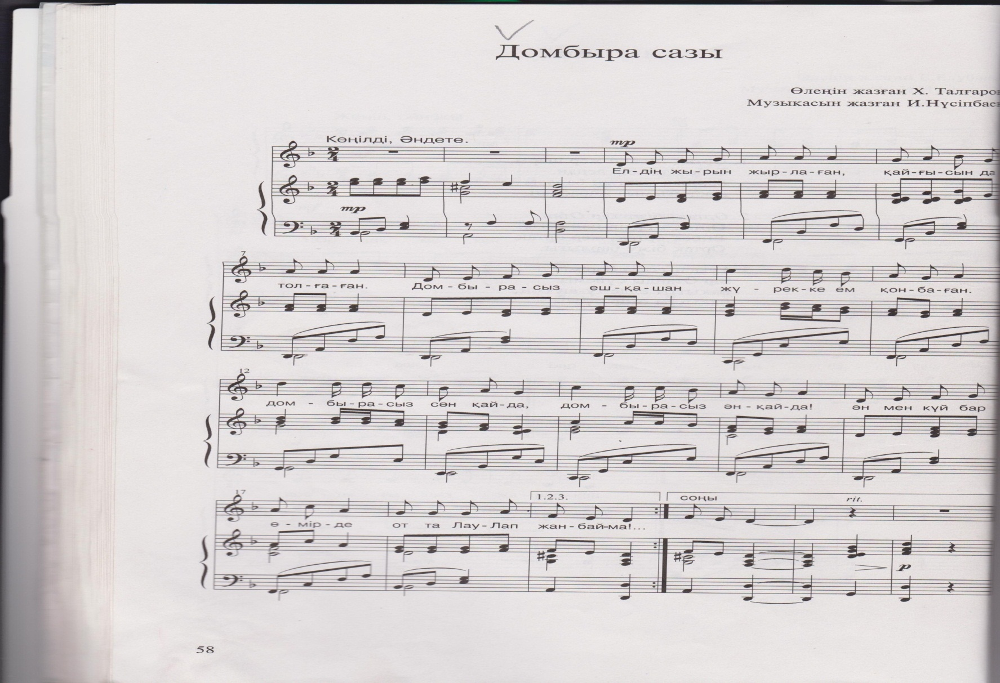 Домбыра сазы
Өлеңін жазған Х. Талғаров
Музыкасын жазған И.Нүсіпбаев
Көңілді, Әндете.
mp
Ел-дің жы-рын жыр-ла-ған, қай-ғы-сын да
mp
7
тол-ға-ған. Дом-бы-ра-сыз еш-қа-шан жү-рек-ке ем қон-ба-ған.
12
дом-бы-ра-сыз сән қай-да, дом-бы-ра-сыз ән-қай-да! ән мен күй бар
17
1.2.3. соңы rit.
ө-мір-де от та Лау-Лап жан-бай-ма!...
p
58